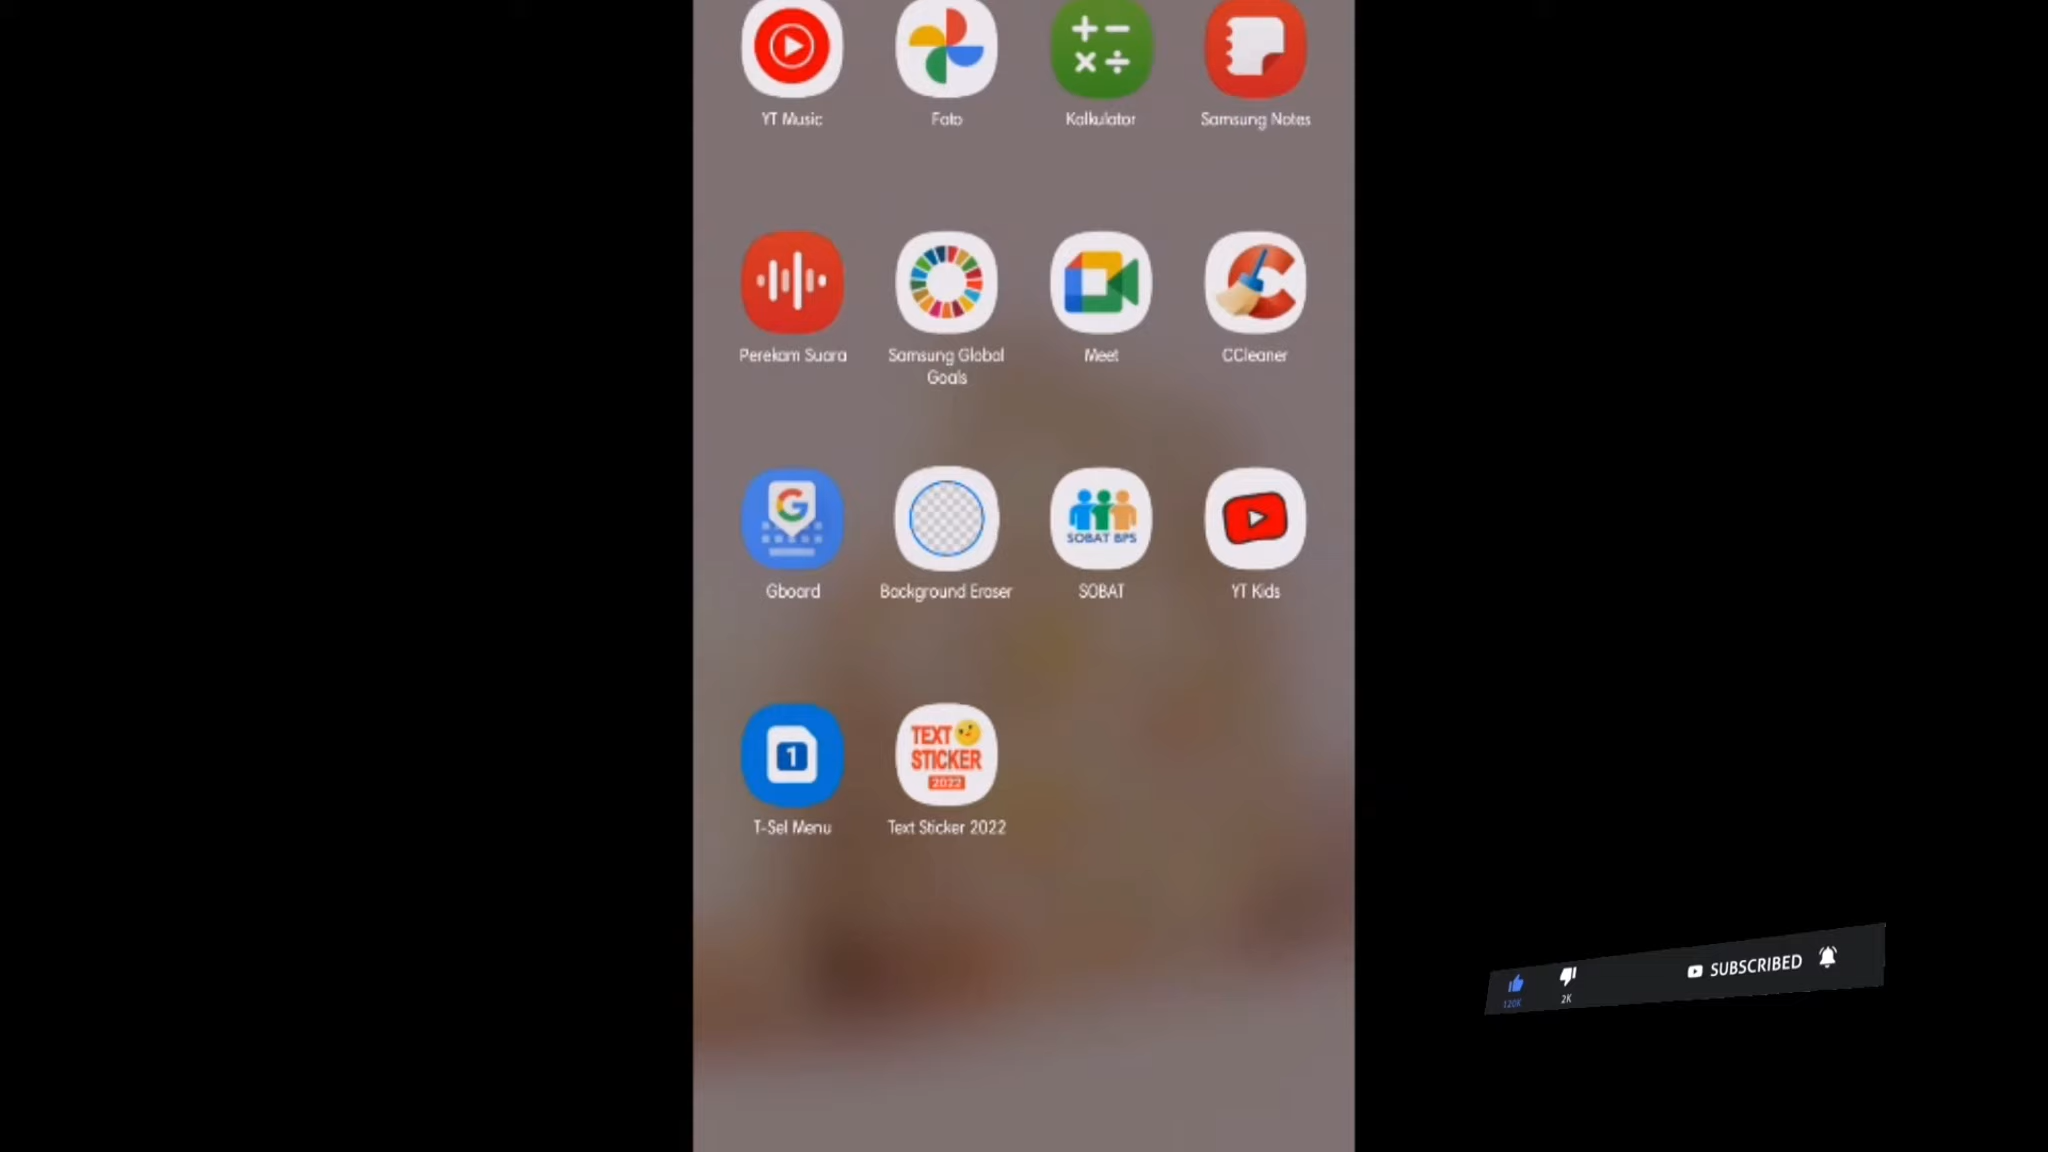 YT Music
Foto
Kalkulator
Samsung Notes
Perekam Suara
Samsung Global
Goals
Meet
CCleaner
SOBAT BPS
Gboard
Background Eraser
SOBAT
YT Kids
1
TEXT
STICKER
2022
T-Sel Menu
Text Sticker 2022
120K
2K
SUBSCRIBED